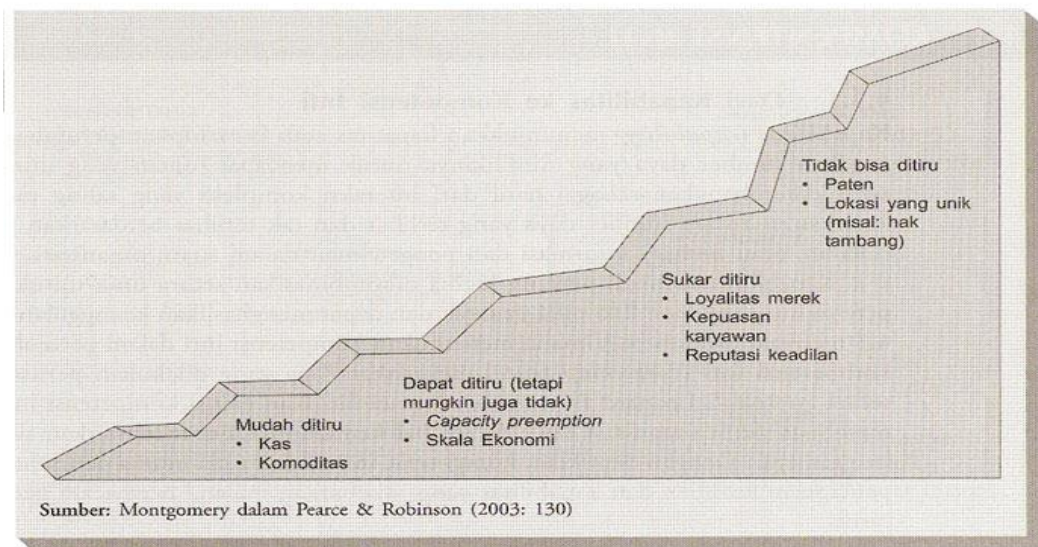 Tidak bisa ditiru
• Paten
• Lokasi yang unik
(misal: hak
tambang)
Sukar ditiru
• Loyalitas merek
• Kepuasan
karyawan
• Reputasi keadilan
Dapat ditiru (tetapi
mungkin juga tidak)
• Capacity preemption
• Skala Ekonomi
Mudah ditiru
• Kas
• Komoditas
Sumber: Montgomery dalam Pearce & Robinson (2003: 130)